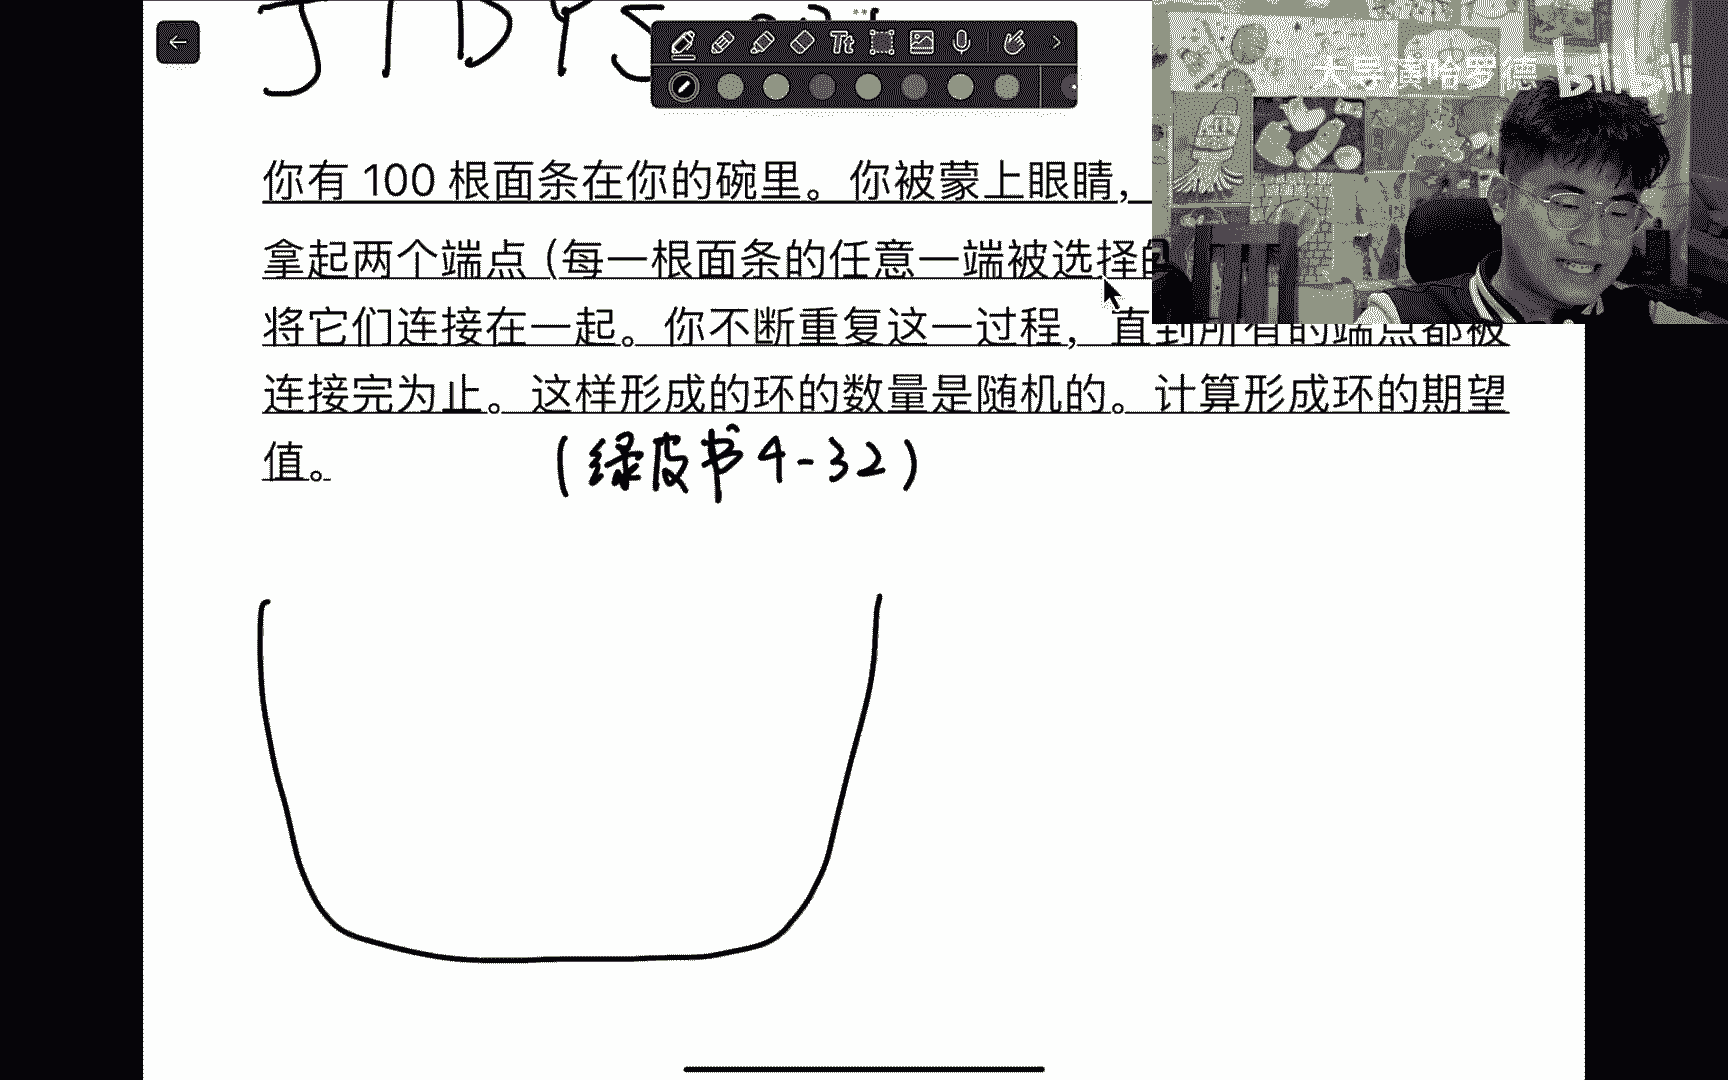 JTDYS
Tt
大导演哈罗德 bilibili
你有 100 根面条在你的碗里。你被蒙上眼睛，
拿起两个端点（每一根面条的任意一端被选择的
将它们连接在一起。你不断重复这一过程，直到所有的端点都被
连接完为止。这样形成的环的数量是随机的。计算形成环的期望
值。
（绿皮书4-32）